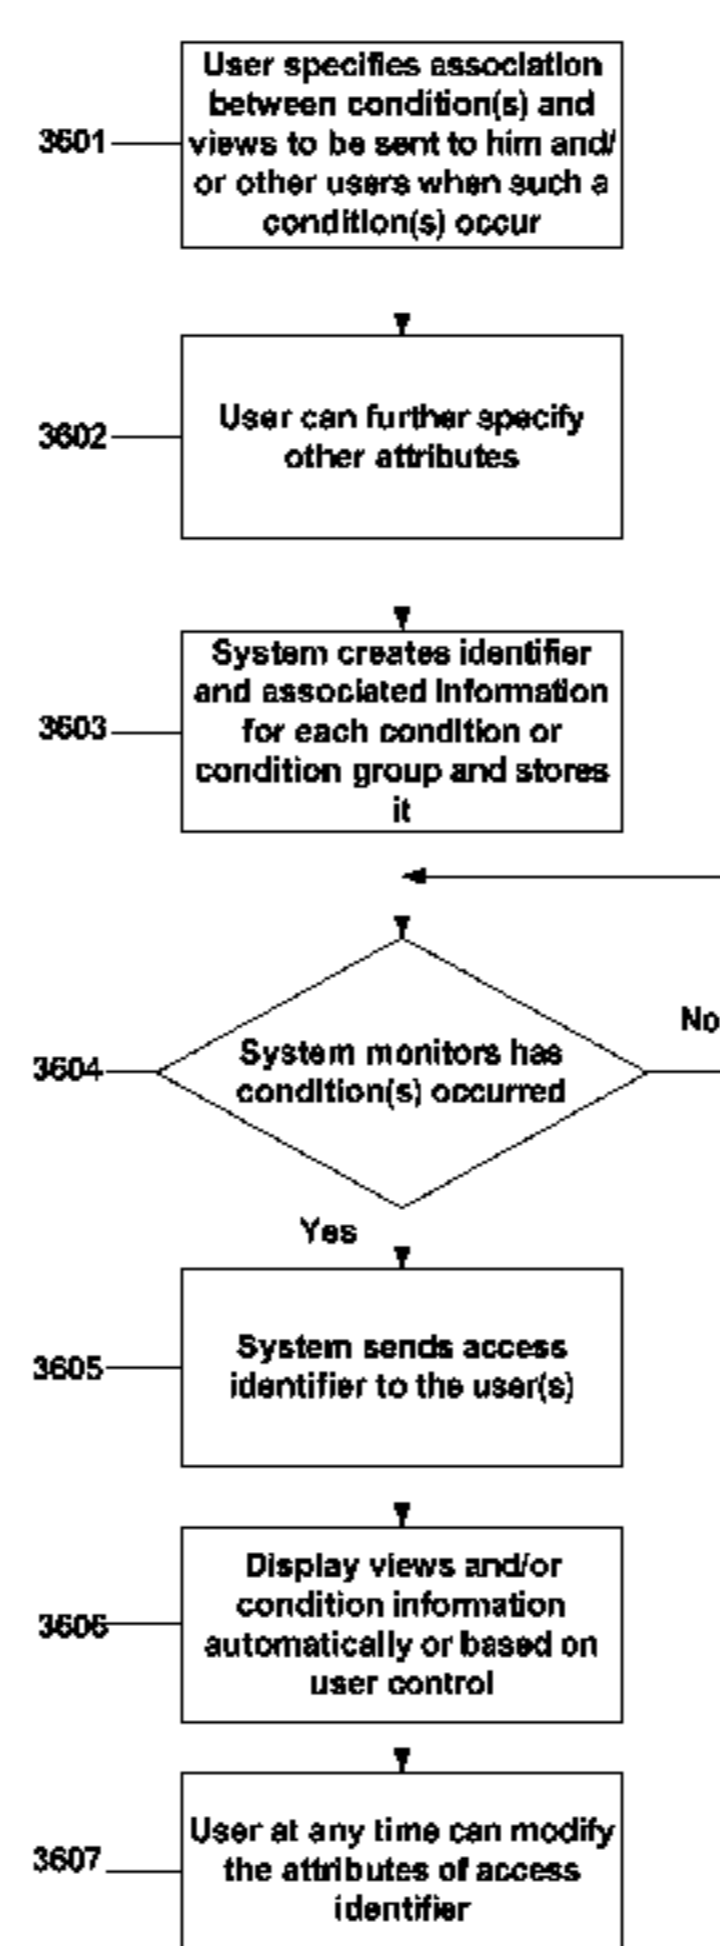 User specifies association
between condition(s) and
3601
views to be sent to him and/
or other users when such a
condition(s) occur
User can further specify
3602
other attributes
System creates identifier
and associated information
3603
for each condition or
condition group and stores
it
No
System monitors has
3604
condition(s) occurred
Yes
System sends access
3605
identifier to the user(s)
Display views and/or
condition information
3606
automatically or based on
user control
User at any time can modify
3607
the attributes of access
identifier